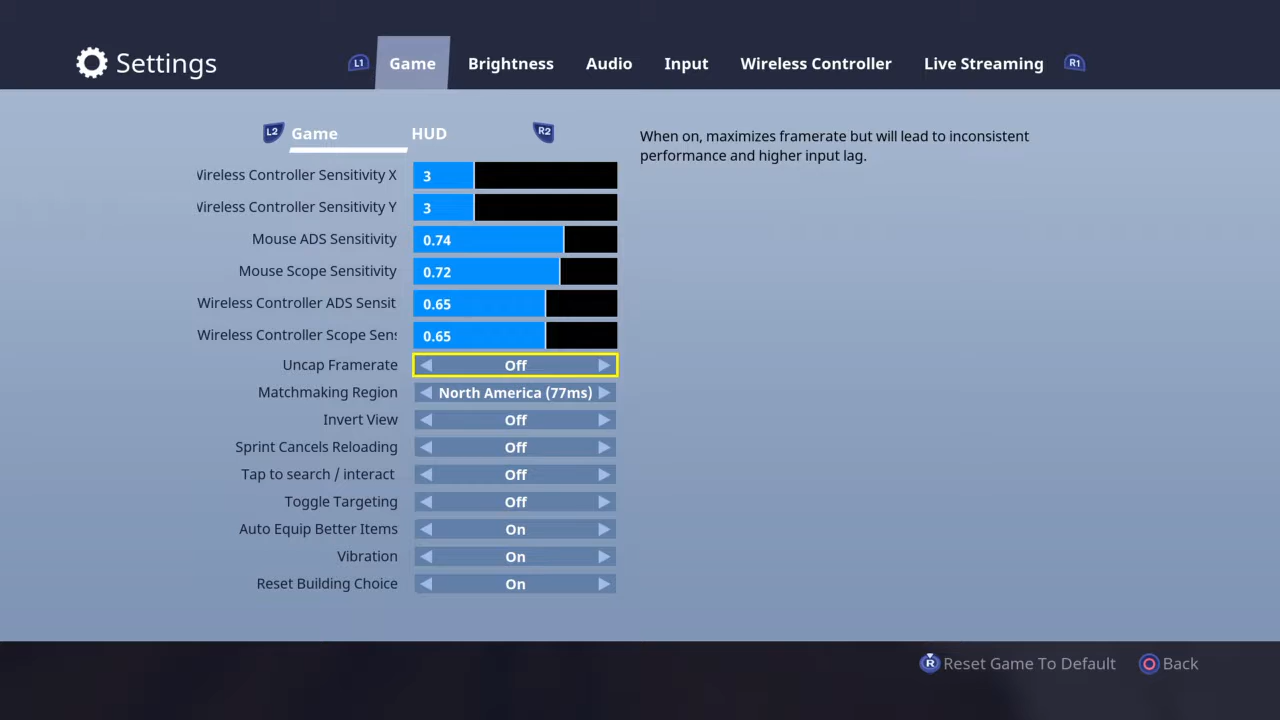 Settings
L1 Game Brightness Audio Input Wireless Controller Live Streaming R1
L2 Game HUD R2
When on, maximizes framerate but will lead to inconsistent
performance and higher input lag.
Wireless Controller Sensitivity X 3
Wireless Controller Sensitivity Y 3
Mouse ADS Sensitivity 0.74
Mouse Scope Sensitivity 0.72
Wireless Controller ADS Sensit 0.65
Wireless Controller Scope Sens 0.65
Uncap Framerate Off
Matchmaking Region North America (77ms)
Invert View Off
Sprint Cancels Reloading Off
Tap to search / interact Off
Toggle Targeting Off
Auto Equip Better Items On
Vibration On
Reset Building Choice On
R Reset Game To Default Back